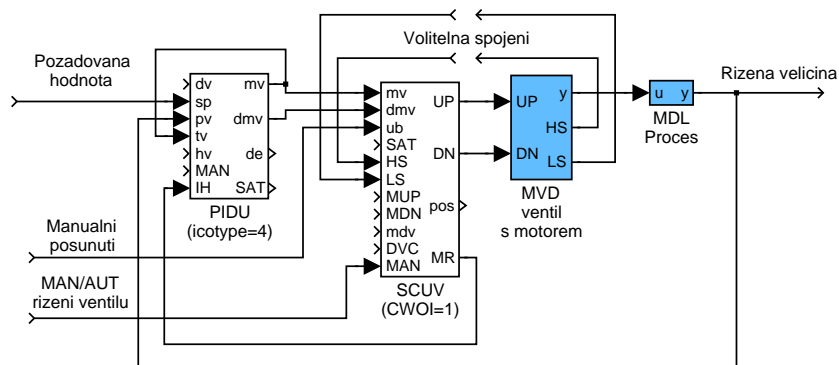 Volitelna spojeni
Pozadovana
hodnota
Rizena velicina
dv
mv
sp
pv
dmv
tv
hv
de
MAN
IH
SAT
PIDU
(icotype=4)
mv
UP
dmv
ub
SAT
DN
HS
LS
MUP
pos
MDN
mdv
DVC
MR
MAN
SCUV
(CWOI=1)
UP
y
HS
DN
LS
MVD
ventil
s motorem
u
y
MDL
Proces
Manualni
posunuti
MAN/AUT
rizeni ventilu